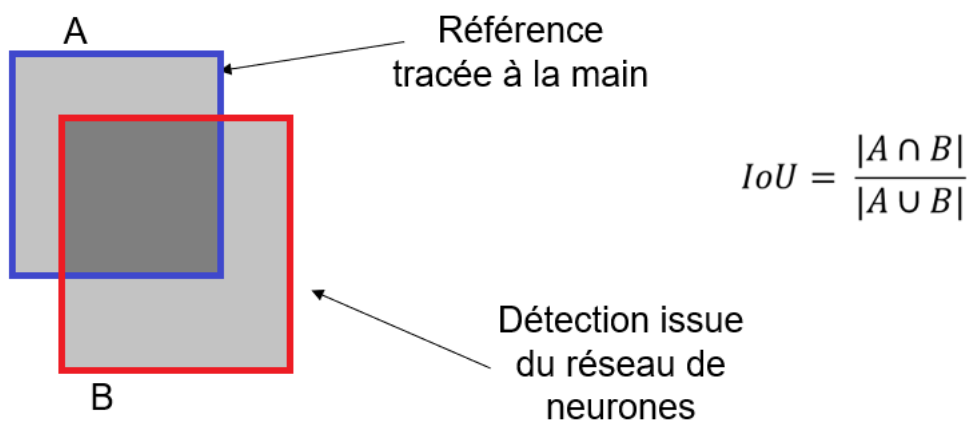 A
Référence
tracée à la main
IoU = |A ∩ B| / |A ∪ B|
Détection issue
du réseau de
neurones
B